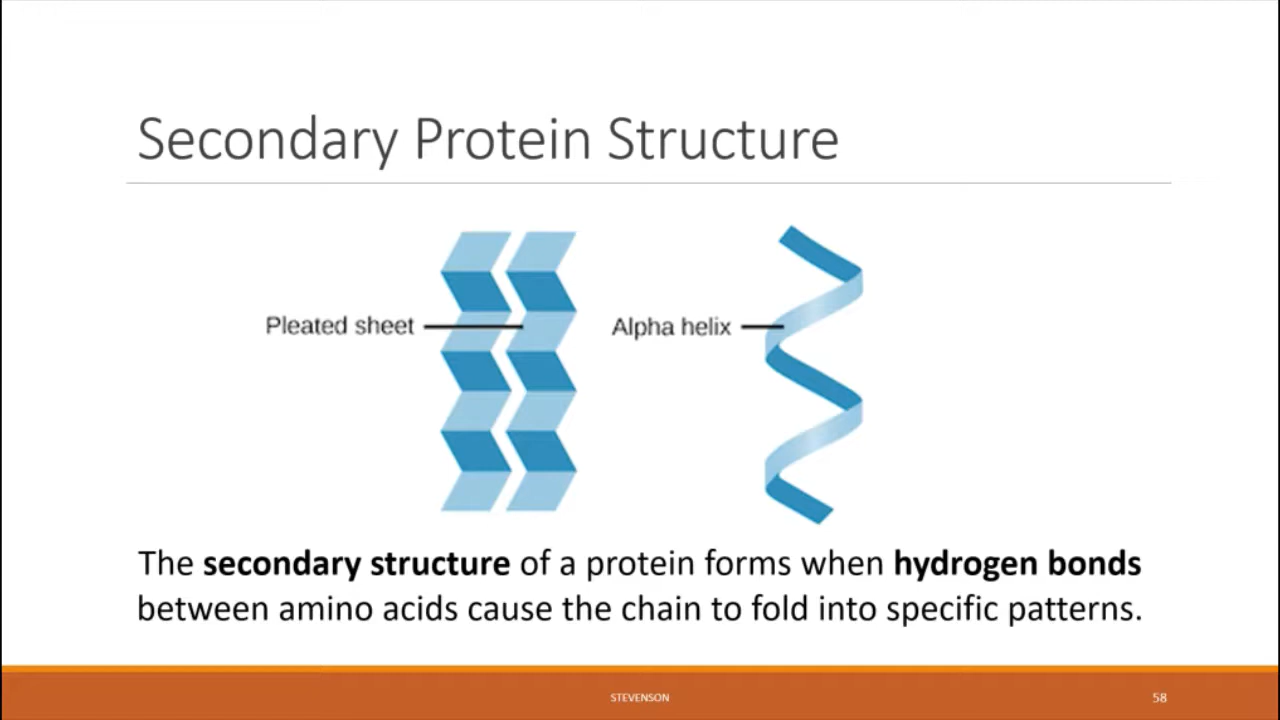 Secondary Protein Structure
Pleated sheet
Alpha helix
The secondary structure of a protein forms when hydrogen bonds
between amino acids cause the chain to fold into specific patterns.
STEVENSON
58